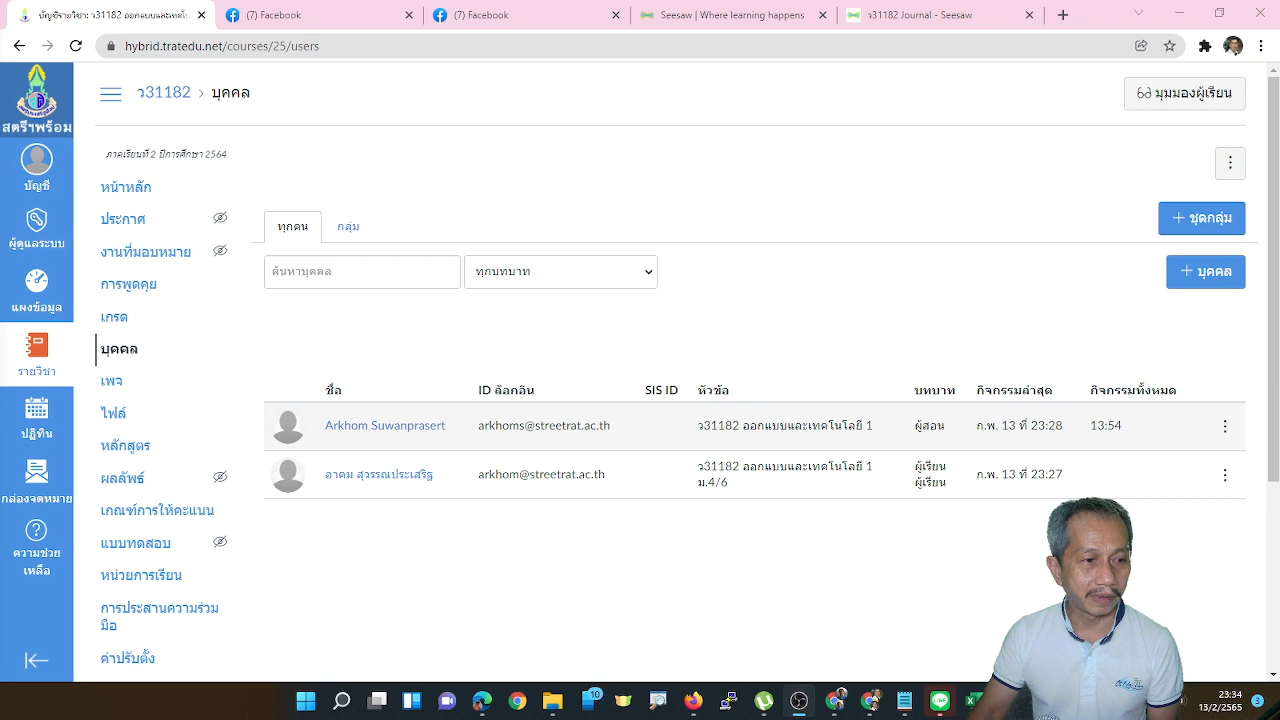 บัญชีรายวิชา: 31182 ออกแบบ
(7) Facebook
(7) Facebook
Seesaw | Where learning happens
ว31182 Journal - Seesaw
hybrid.tratedu.net/courses/25/users
สตรีฯพร้อม
บัญชี
ผู้ดูแลระบบ
แผงข้อมูล
รายวิชา
ปฏิทิน
กล่องจดหมาย
ความช่วย
เหลือ
ว31182 › บุคคล
มุมมองผู้เรียน
ภาคเรียนที่ 2 ปีการศึกษา 2564
หน้าหลัก
ประกาศ
งานที่มอบหมาย
การพูดคุย
เกรด
บุคคล
เพจ
ไฟล์
หลักสูตร
ผลลัพธ์
เกณฑ์การให้คะแนน
แบบทดสอบ
หน่วยการเรียน
การประสานความร่วม
มือ
ค่าปรับตั้ง
ทุกคน กลุ่ม
+ ชุดกลุ่ม
ค้นหาบุคคล ทุกบทบาท
+ บุคคล
ชื่อ ID ล็อกอิน SIS ID หัวข้อ บทบาท กิจกรรมล่าสุด กิจกรรมทั้งหมด
Arkhom Suwanprasert arkhoms@streetrat.ac.th ว31182 ออกแบบและเทคโนโลยี 1 ผู้สอน ก.พ. 13 ที่ 23:28 13:54
อาคม สุวรรณประเสริฐ arkhom@streetrat.ac.th ว31182 ออกแบบและเทคโนโลยี 1 ผู้เรียน ก.พ. 13 ที่ 23:27
ม.4/6 ผู้เรียน
10
23:34
13/2/2565
3